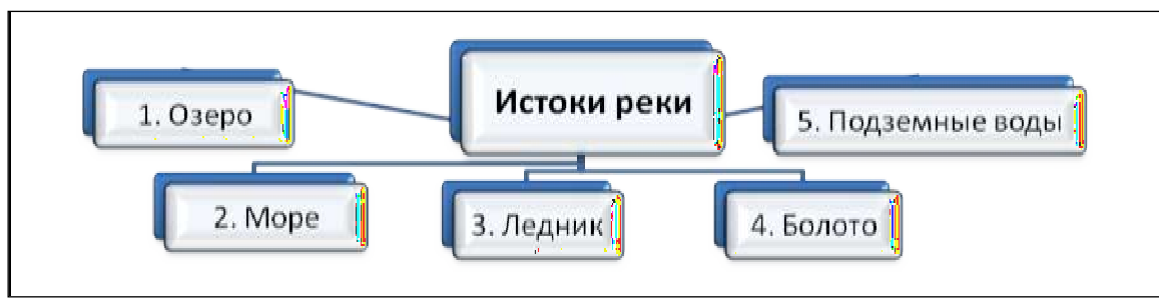 Истоки реки
1. Озеро
5. Подземные воды
2. Море
3. Ледник
4. Болото